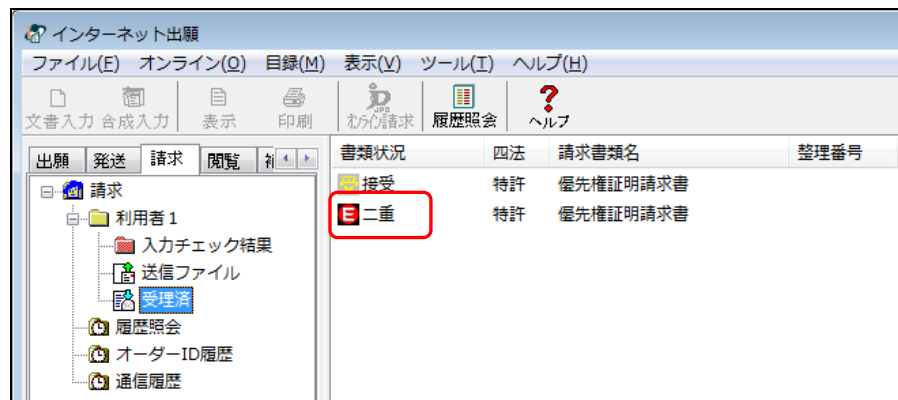 インターネット出願
ファイル(F) オンライン(O) 目録(M) 表示(V) ツール(T) ヘルプ(H)
文書入力 合成入力 表示 印刷 オンライン請求 履歴照会 ヘルプ
出願 発送 請求 閲覧
書類状況 四法 請求書類名 整理番号
受 接受 特許 優先権証明請求書
E 二重 特許 優先権証明請求書
請求
利用者1
入力チェック結果
送信ファイル
受理済
履歴照会
オーダーID履歴
通信履歴